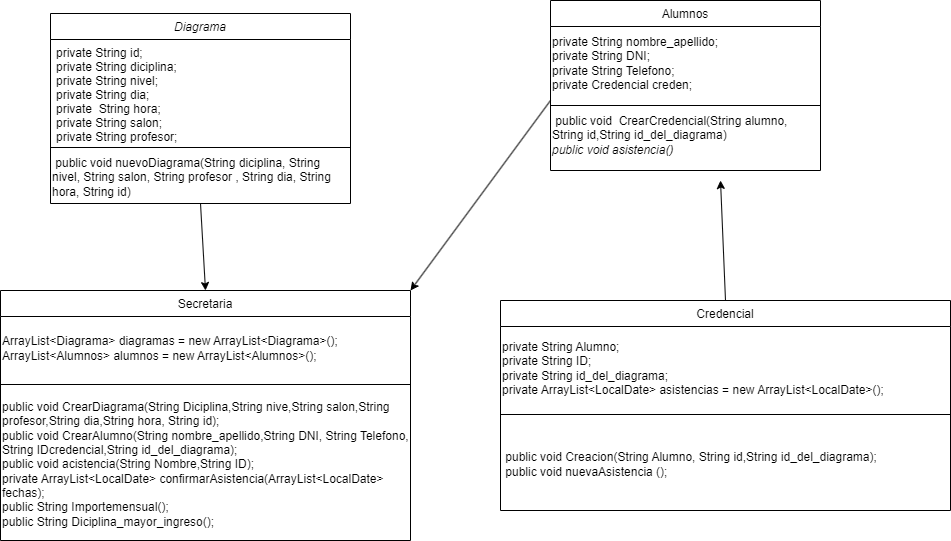 Diagrama
private String id;
private String diciplina;
private String nivel;
private String dia;
private  String hora;
private String salon;
private String profesor;
public void nuevoDiagrama(String diciplina, String
nivel, String salon, String profesor , String dia, String
hora, String id)
Alumnos
private String nombre_apellido;
private String DNI;
private String Telefono;
private Credencial creden;
public void  CrearCredencial(String alumno,
String id,String id_del_diagrama)
public void asistencia()
Secretaria
ArrayList<Diagrama> diagramas = new ArrayList<Diagrama>();
ArrayList<Alumnos> alumnos = new ArrayList<Alumnos>();
public void CrearDiagrama(String Diciplina,String nive,String salon,String
profesor,String dia,String hora, String id);
public void CrearAlumno(String nombre_apellido,String DNI, String Telefono,
String IDcredencial,String id_del_diagrama);
public void acistencia(String Nombre,String ID);
private ArrayList<LocalDate> confirmarAsistencia(ArrayList<LocalDate>
fechas);
public String Importemensual();
public String Diciplina_mayor_ingreso();
Credencial
private String Alumno;
private String ID;
private String id_del_diagrama;
private ArrayList<LocalDate> asistencias = new ArrayList<LocalDate>();
public void Creacion(String Alumno, String id,String id_del_diagrama);
public void nuevaAsistencia ();